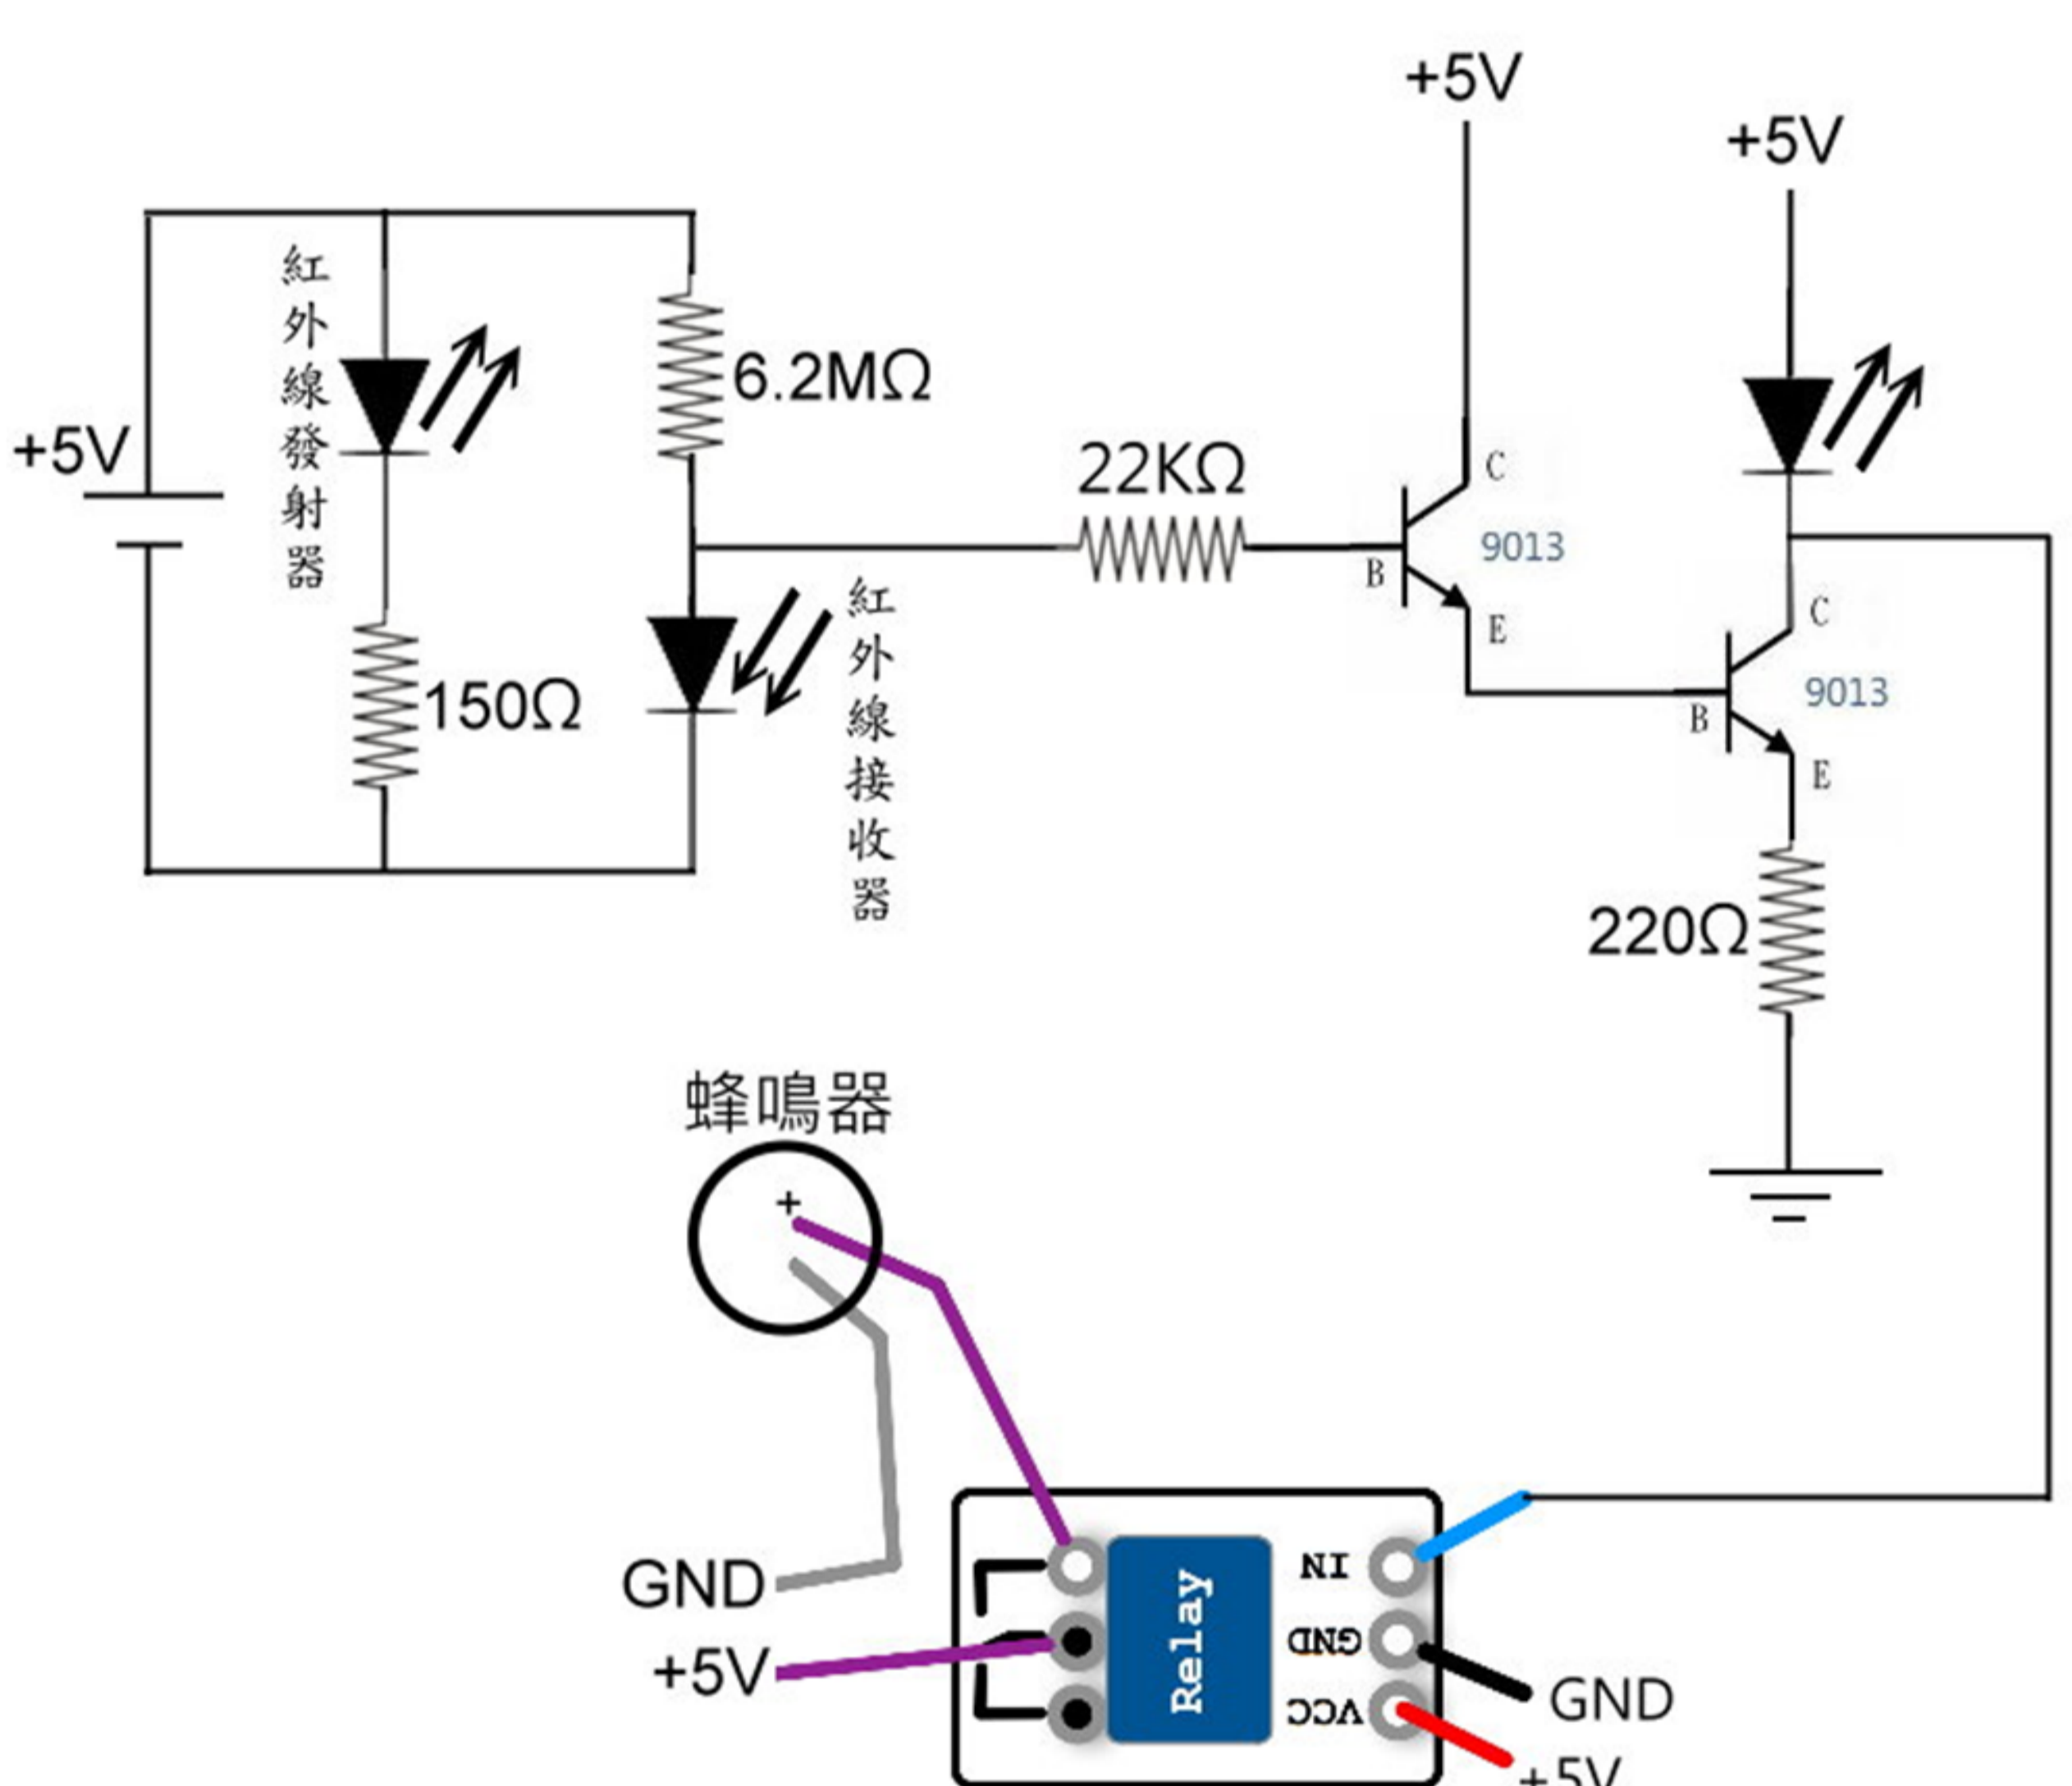 +5V
+5V
+5V
紅外線發射器
6.2MΩ
150Ω
紅外線接收器
22KΩ
C
9013
B
E
C
9013
B
E
220Ω
蜂鳴器
+
GND
+5V
Relay
IN
GND
VCC
GND
+5V